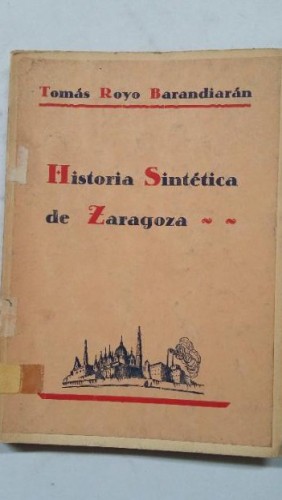 Tomás Royo Barandiarán
Historia Sintética
de Zaragoza ~ ~